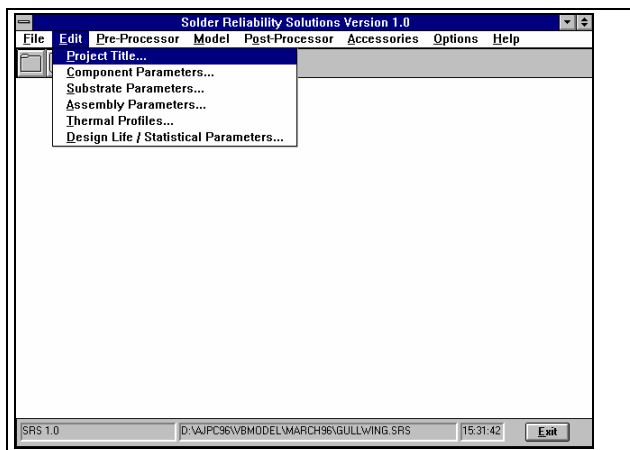 Solder Reliability Solutions Version 1.0
File Edit Pre-Processor Model Post-Processor Accessories Options Help
Project Title...
Component Parameters...
Substrate Parameters...
Assembly Parameters...
Thermal Profiles...
Design Life / Statistical Parameters...
SRS 1.0 D:\AJPC96\VBMODEL\MARCH96\GULLWING.SRS 15:31:42 Exit